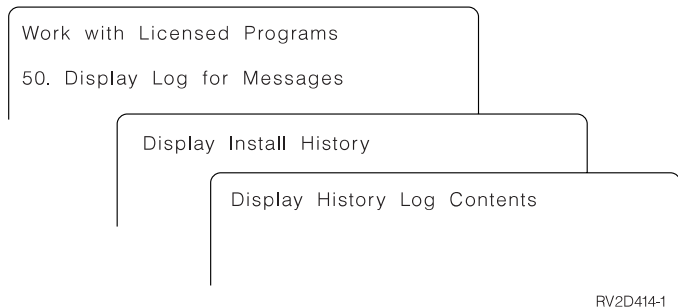 Work with Licensed Programs
50. Display Log for Messages
Display Install History
Display History Log Contents
RV2D414-1